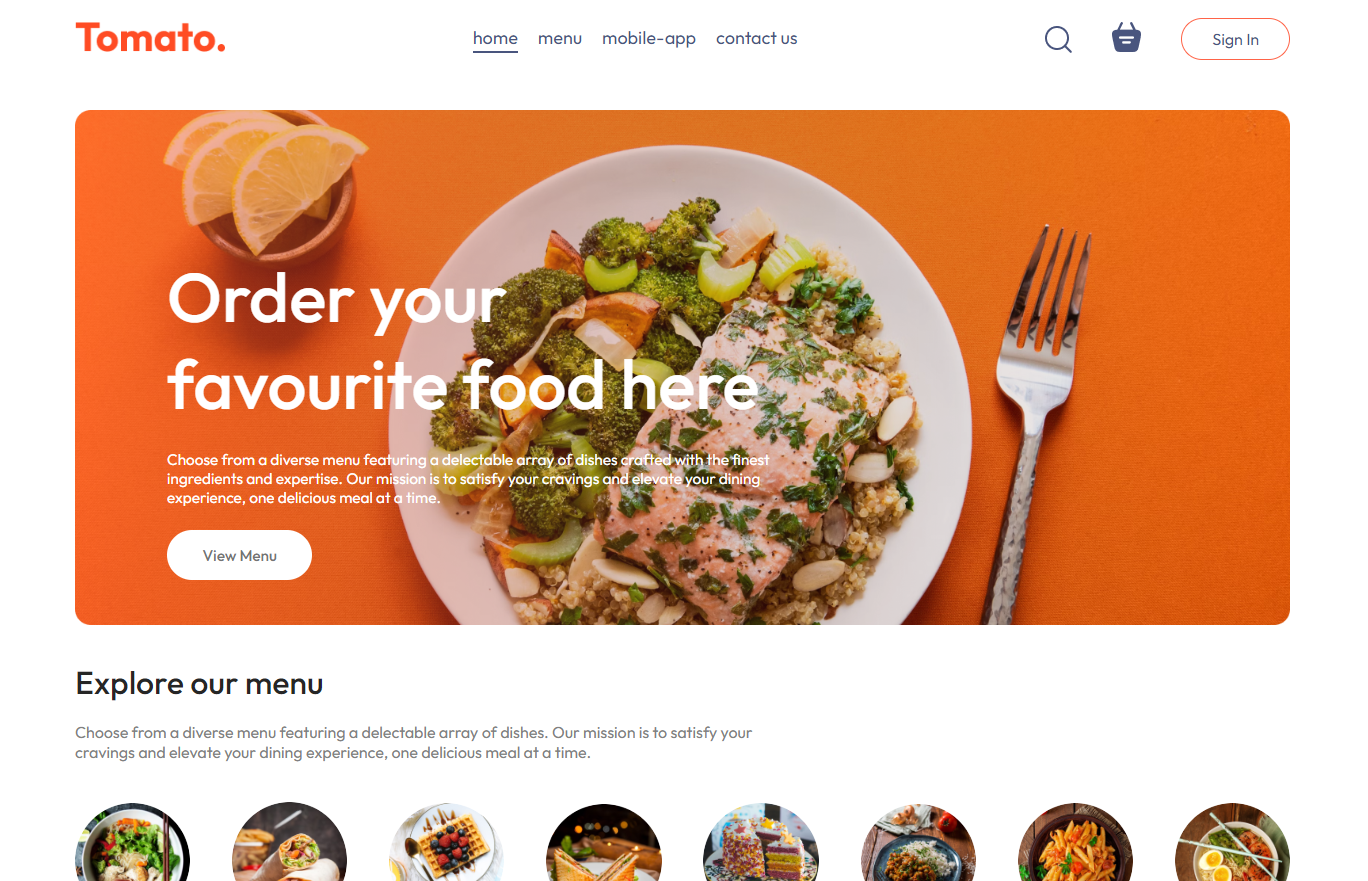 Tomato.
home menu mobile-app contact us
Sign In
Order your
favourite food here
Choose from a diverse menu featuring a delectable array of dishes crafted with the finest
ingredients and expertise. Our mission is to satisfy your cravings and elevate your dining
experience, one delicious meal at a time.
View Menu
Explore our menu
Choose from a diverse menu featuring a delectable array of dishes. Our mission is to satisfy your
cravings and elevate your dining experience, one delicious meal at a time.